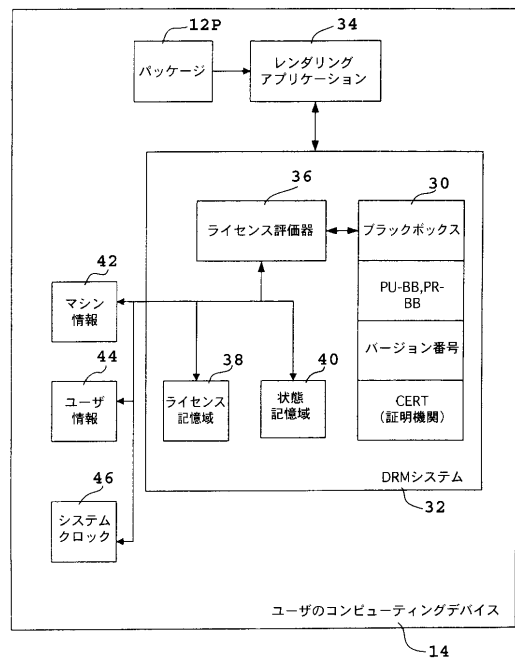 12P
パッケージ
34
レンダリング
アプリケーション
36
ライセンス評価器
30
ブラックボックス
PU-BB,PR-
BB
バージョン番号
CERT
(証明機関)
42
マシン
情報
44
ユーザ
情報
46
システム
クロック
38
ライセンス記憶域
40
状態
記憶域
DRMシステム
32
ユーザのコンピューティングデバイス
14